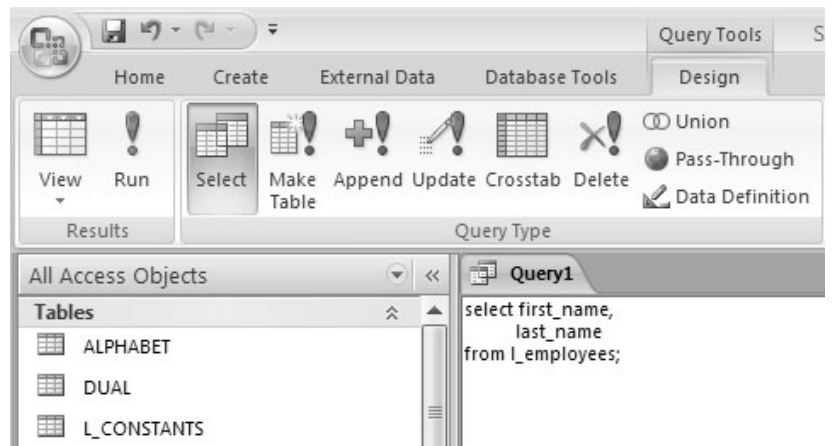 Query Tools S
Home Create External Data Database Tools Design
View Run Select Make Table Append Update Crosstab Delete
Union
Pass-Through
Data Definition
Results Query Type
All Access Objects «
Query1
Tables
ALPHABET
DUAL
L_CONSTANTS
select first_name,
last_name
from l_employees;